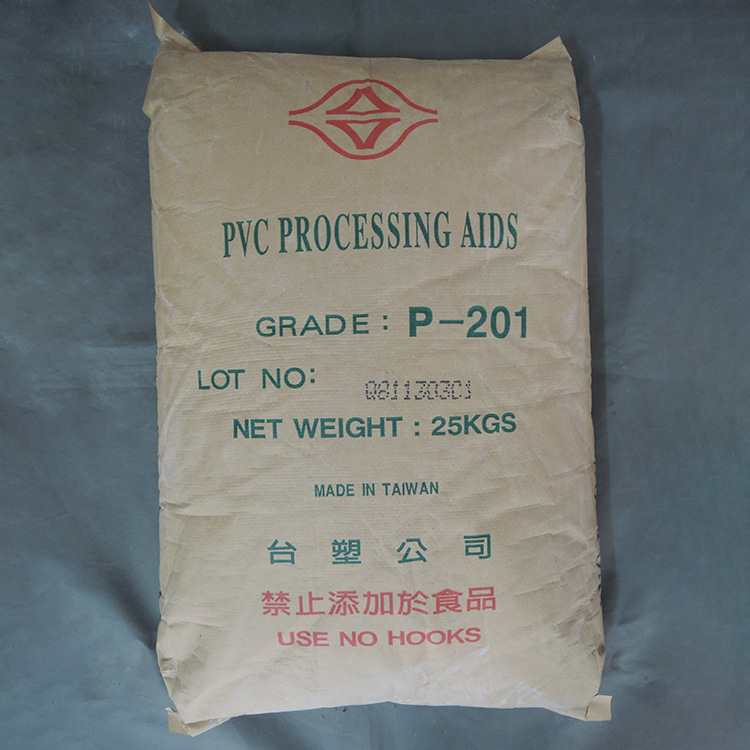 PVC PROCESSING AIDS
GRADE: P-201
LOT NO: Q811303C1
NET WEIGHT: 25KGS
MADE IN TAIWAN
台塑公司
禁止添加於食品
USE NO HOOKS